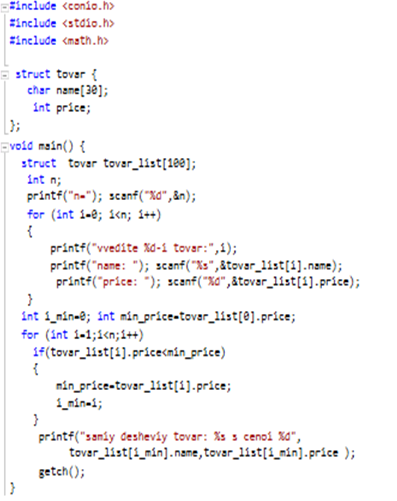 #include <conio.h>
#include <stdio.h>
#include <math.h>
struct tovar {
char name[30];
int price;
};
void main() {
struct tovar tovar_list[100];
int n;
printf("n="); scanf("%d",&n);
for (int i=0; i<n; i++)
{
printf("vvedite %d-i tovar:",i);
printf("name: "); scanf("%s",&tovar_list[i].name);
printf("price: "); scanf("%d",&tovar_list[i].price);
}
int i_min=0; int min_price=tovar_list[0].price;
for (int i=1;i<n;i++)
if(tovar_list[i].price<min_price)
{
min_price=tovar_list[i].price;
i_min=i;
}
printf("samiy desheviy tovar: %s s cenoi %d",
tovar_list[i_min].name,tovar_list[i_min].price );
getch();
}